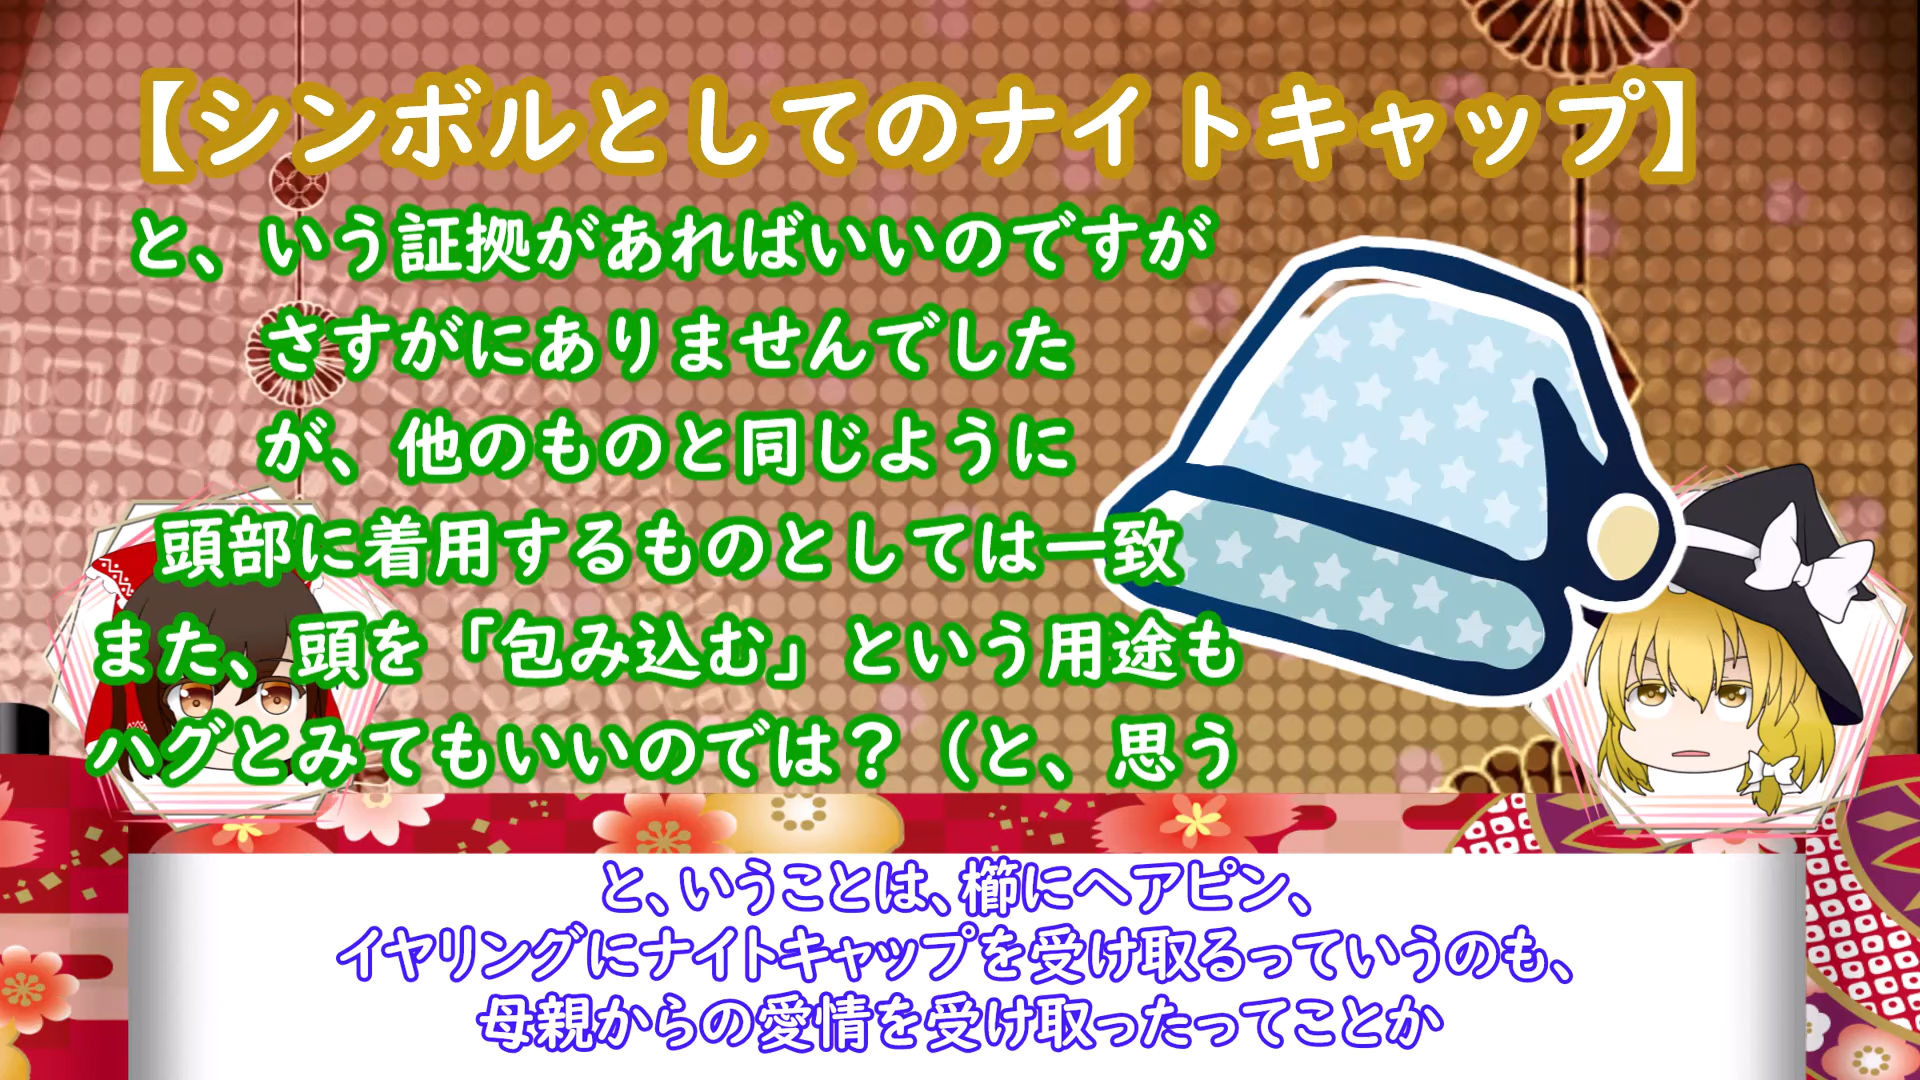 【シンボルとしてのナイトキャップ】
と、いう証拠があればいいのですが
さすがにありませんでした
が、他のものと同じように
頭部に着用するものとしては一致
また、頭を「包み込む」という用途も
ハグとみてもいいのでは？（と、思う
と、いうことは、櫛にヘアピン、
イヤリングにナイトキャップを受け取るっていうのも、
母親からの愛情を受け取ったってことか